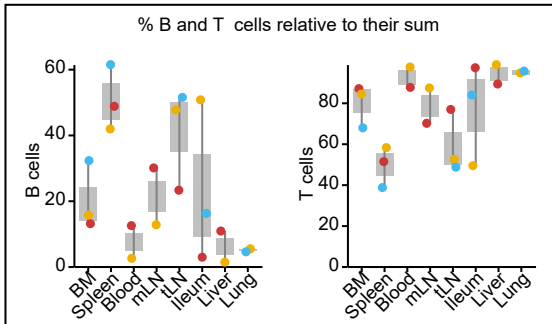 % B and T cells relative to their sum
B cells
60
40
20
0
BM
Spleen
Blood
mLN
tLN
Ileum
Liver
Lung
T cells
80
60
40
20
0
BM
Spleen
Blood
mLN
tLN
Ileum
Liver
Lung